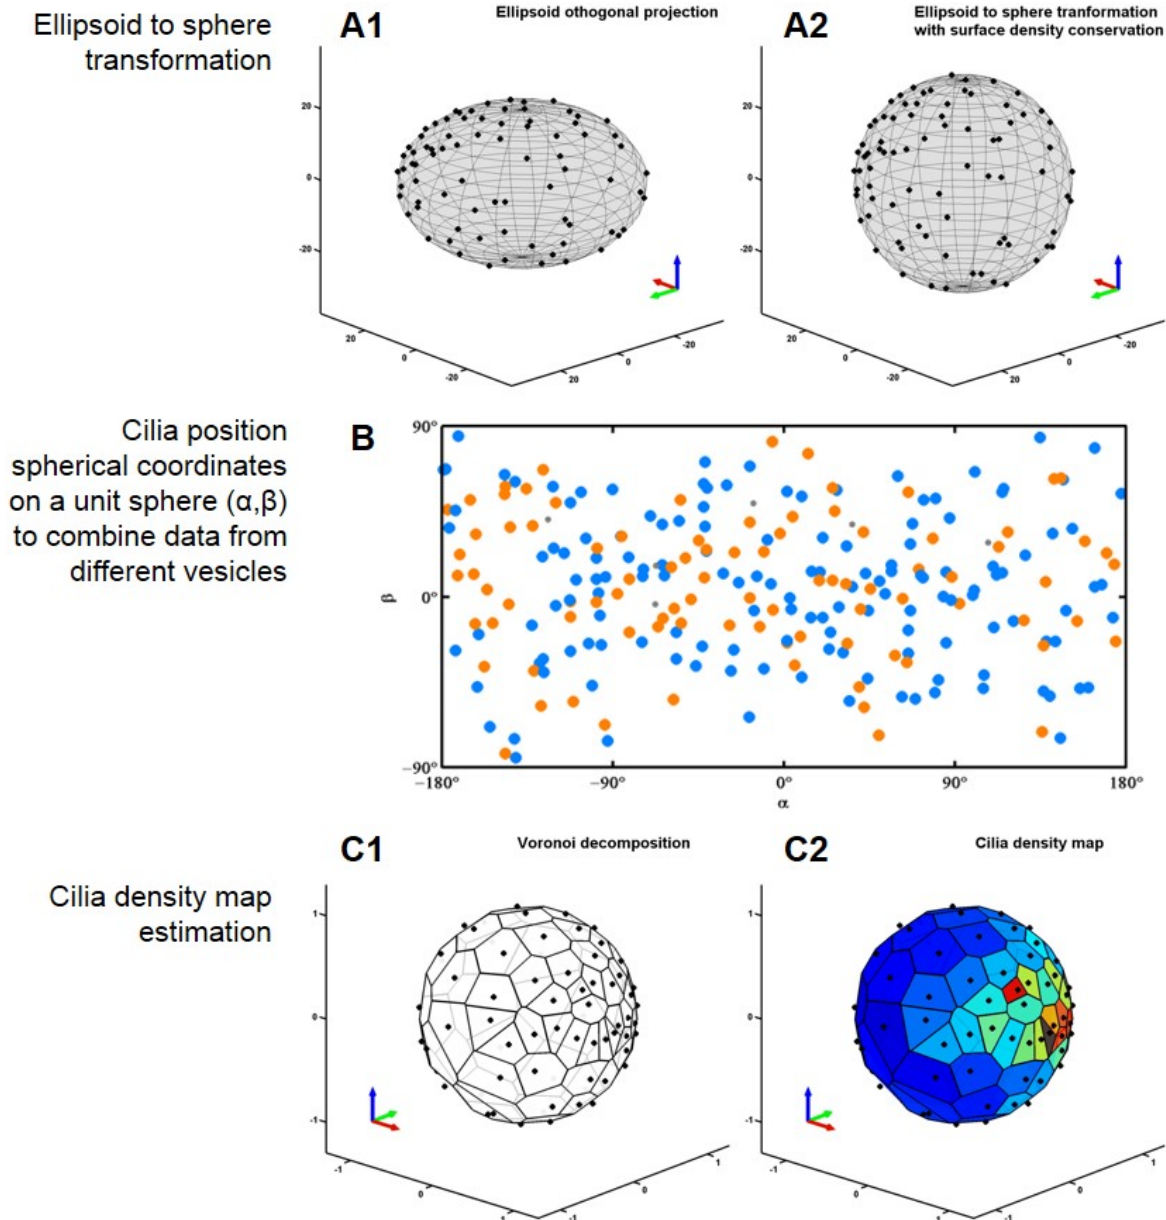 Ellipsoid to sphere
transformation
A1
Ellipsoid othogonal projection
A2
Ellipsoid to sphere tranformation
with surface density conservation
20
0
-20
20
0
-20
20
0
-20
20
0
-20
20
0
-20
20
0
-20
Cilia position
spherical coordinates
on a unit sphere (α,β)
to combine data from
different vesicles
B
90°
0°
−90°
β
−180°
−90°
0°
90°
180°
α
Cilia density map
estimation
C1
Voronoi decomposition
C2
Cilia density map
1
0
-1
-1
0
1
-1
0
1
1
0
-1
-1
0
1
-1
0
1